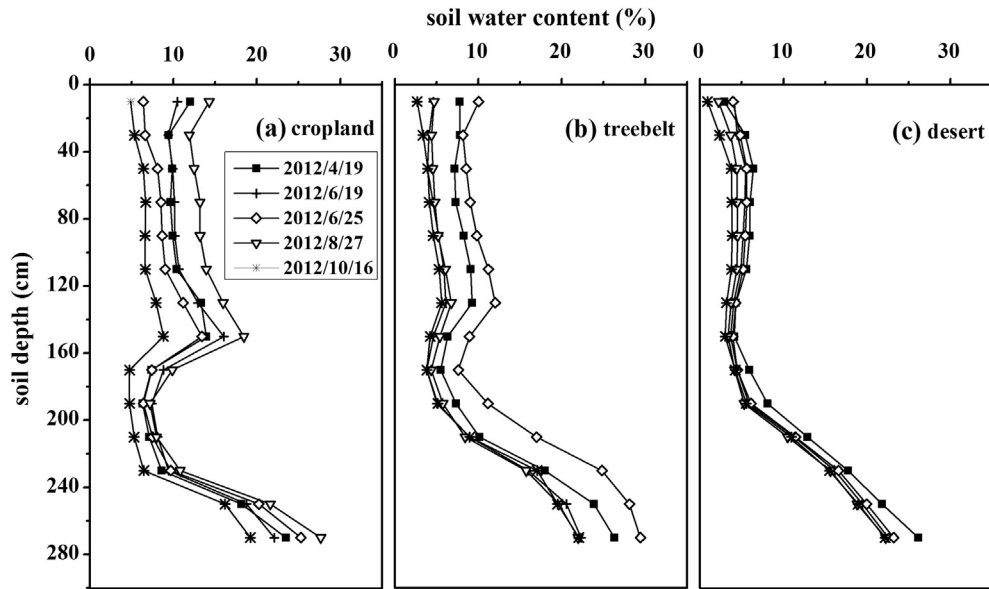 soil water content (%)
0 10 20 30 0 10 20 30 0 10 20 30
0
40
80
120
160
200
240
280
soil depth (cm)
(a) cropland
2012/4/19
2012/6/19
2012/6/25
2012/8/27
2012/10/16
(b) treebelt
(c) desert